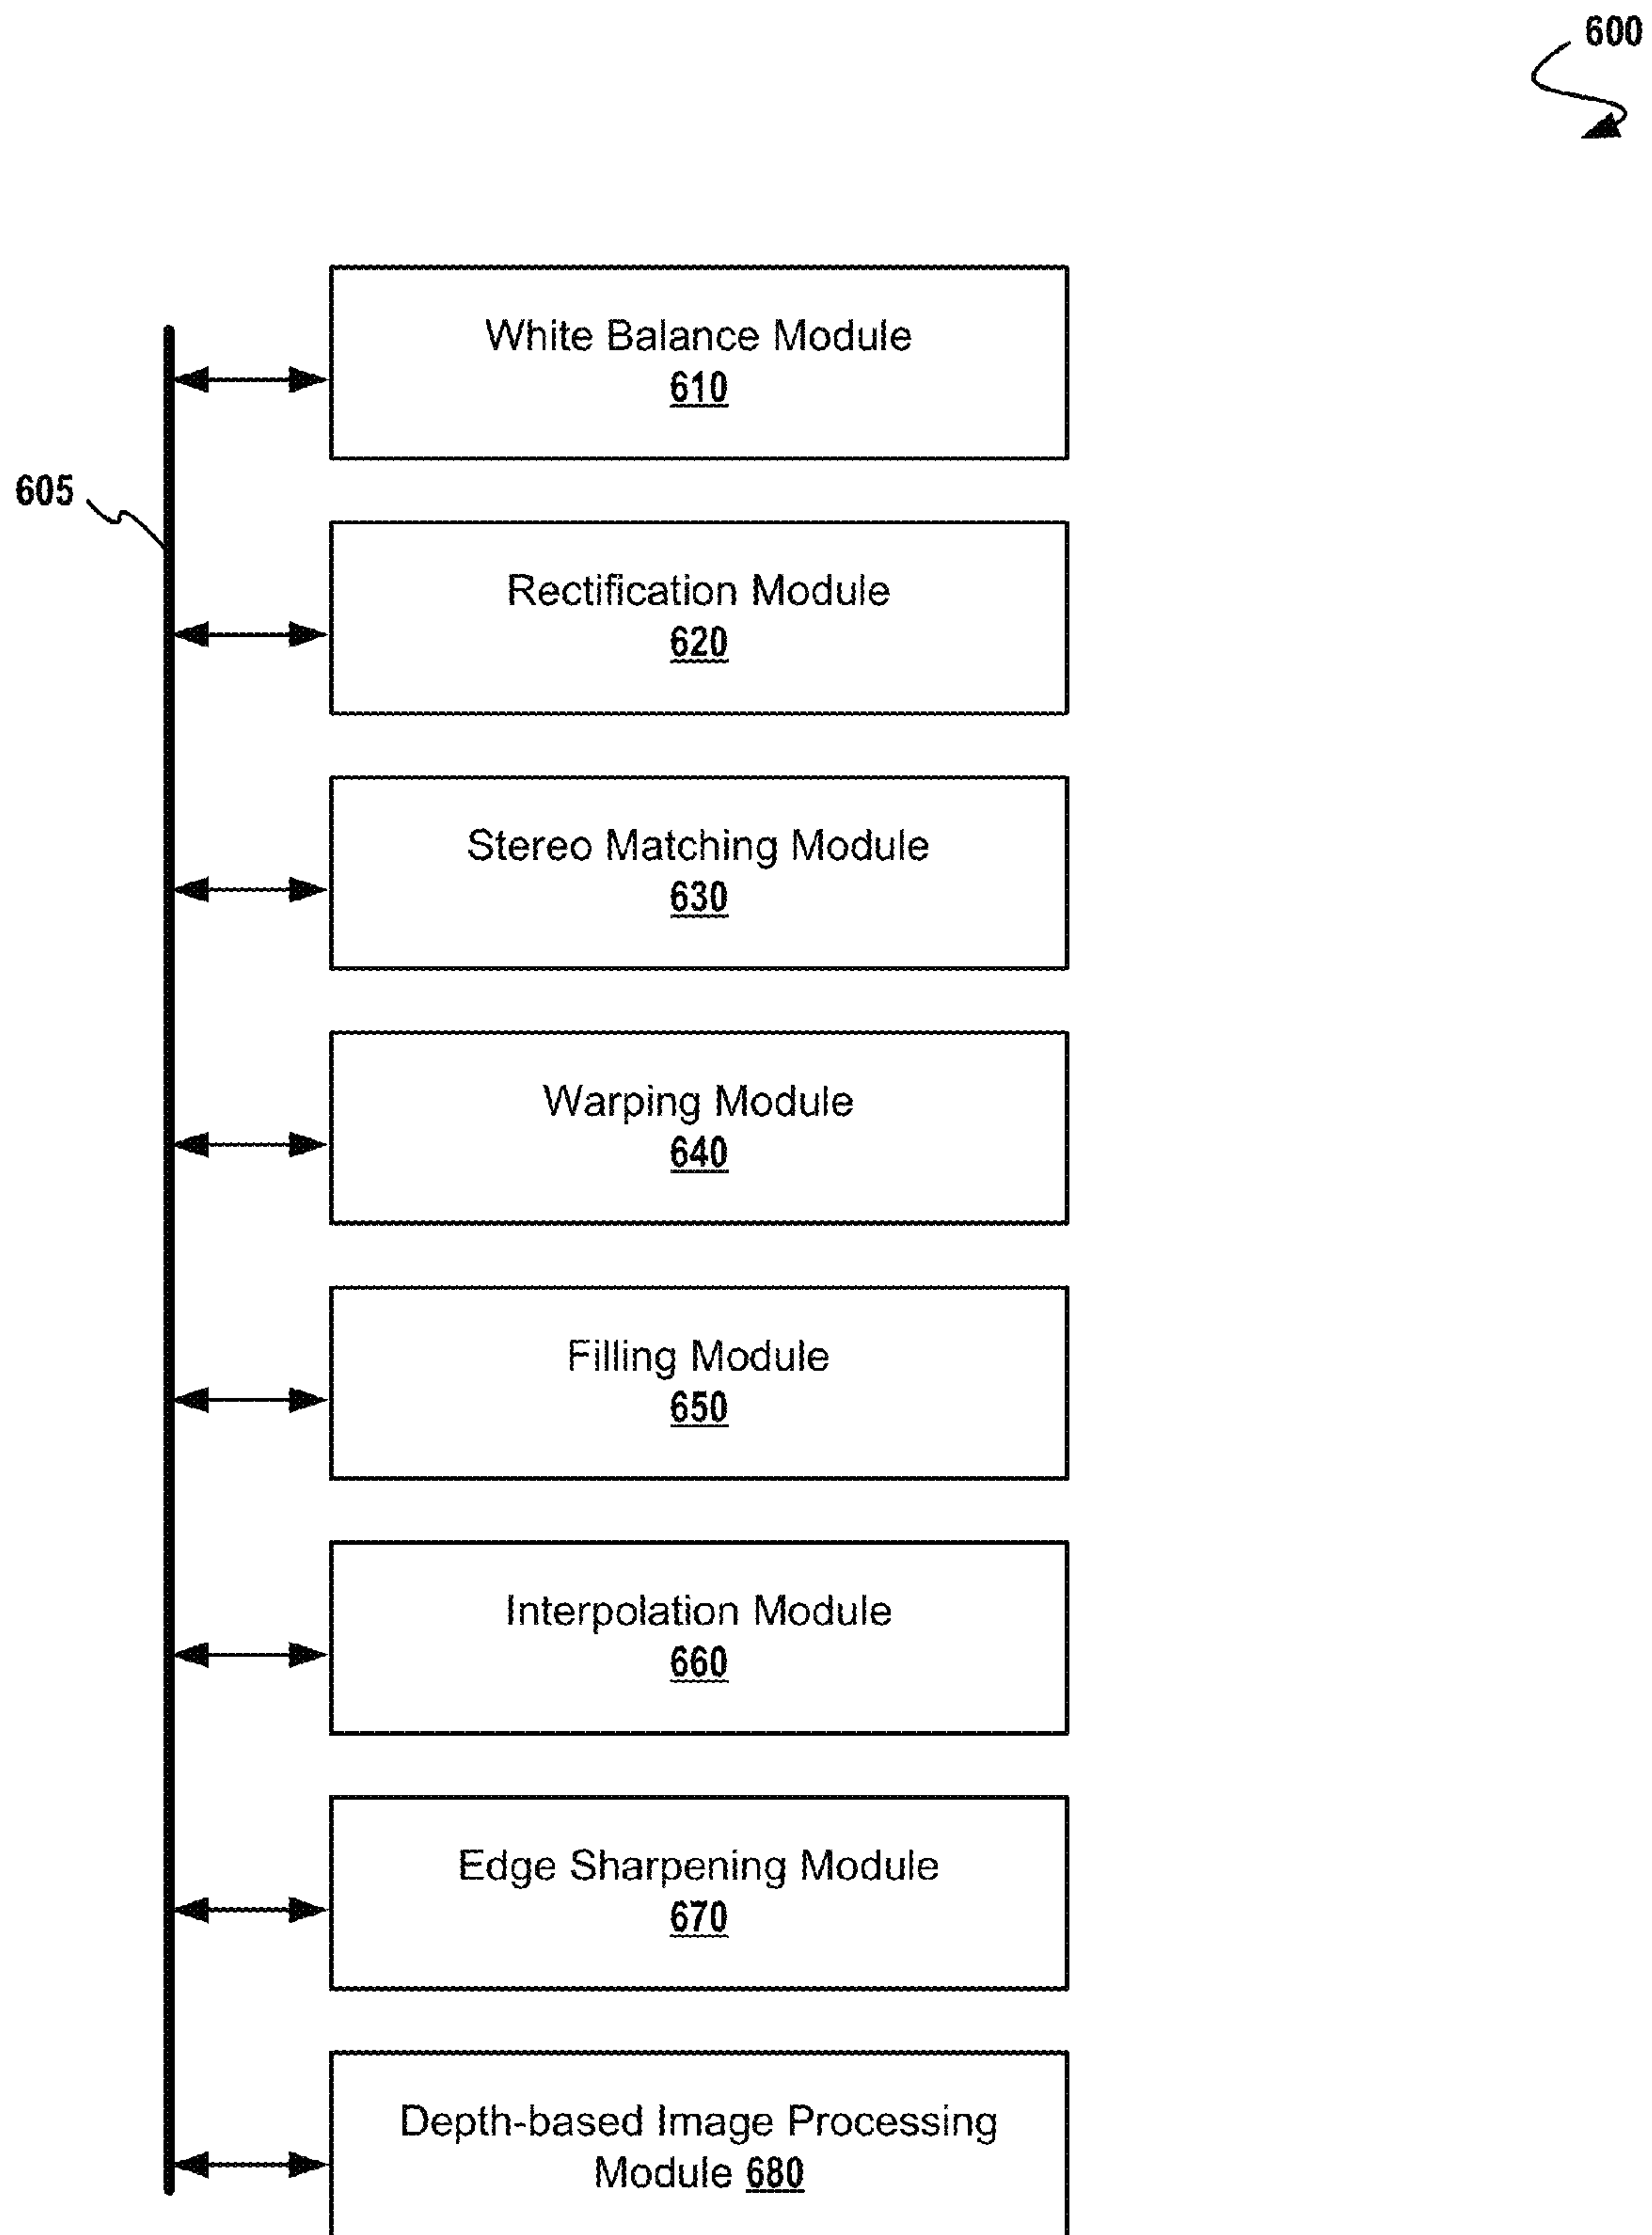 600
White Balance Module
610
605
Rectification Module
620
Stereo Matching Module
630
Warping Module
640
Filling Module
650
Interpolation Module
660
Edge Sharpening Module
670
Depth-based Image Processing
Module 680